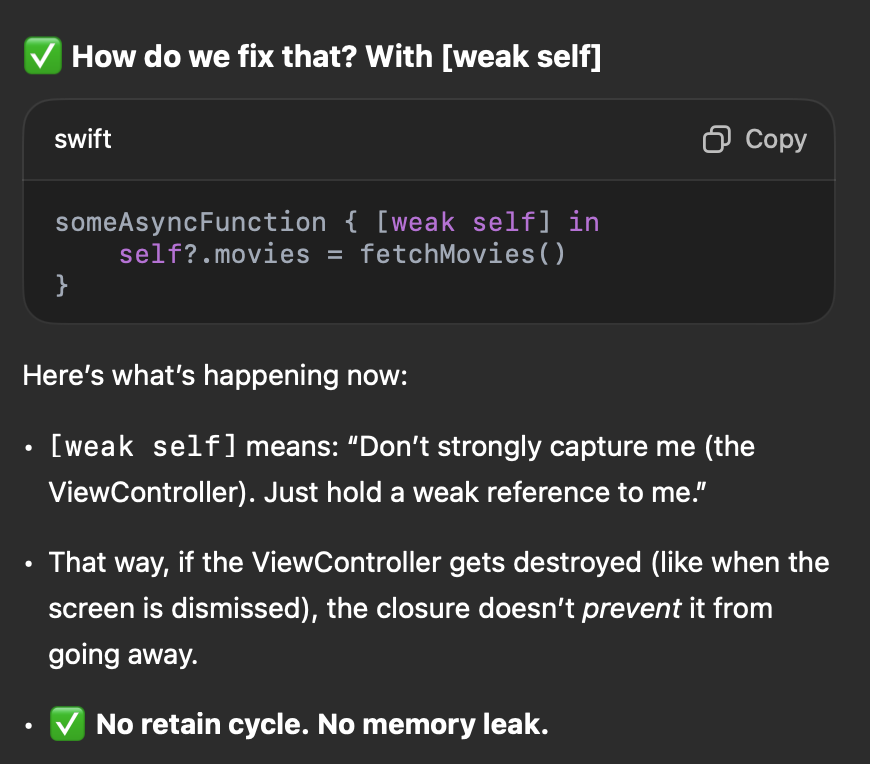 ✅ How do we fix that? With [weak self]
swift
Copy
someAsyncFunction { [weak self] in
    self?.movies = fetchMovies()
}
Here’s what’s happening now:
• [weak self] means: “Don’t strongly capture me (the
ViewController). Just hold a weak reference to me.”
• That way, if the ViewController gets destroyed (like when the
screen is dismissed), the closure doesn’t prevent it from
going away.
• ✅ No retain cycle. No memory leak.